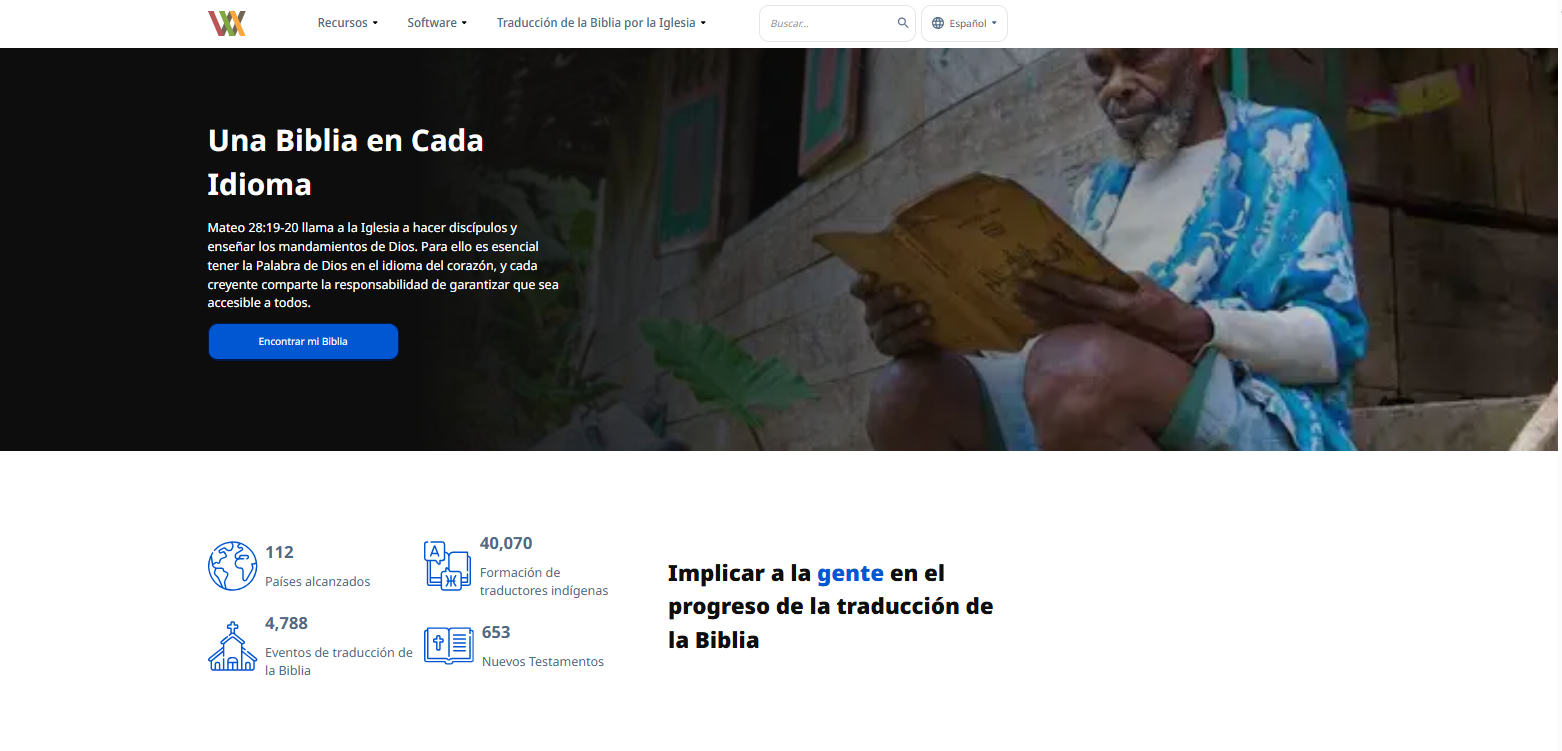 Recursos
Software
Traducción de la Biblia por la Iglesia
Buscar...
Español
Una Biblia en Cada
Idioma
Mateo 28:19-20 llama a la Iglesia a hacer discípulos y
enseñar los mandamientos de Dios. Para ello es esencial
tener la Palabra de Dios en el idioma del corazón, y cada
creyente comparte la responsabilidad de garantizar que sea
accesible a todos.
Encontrar mi Biblia
112
Países alcanzados
40,070
Formación de
traductores indígenas
4,788
Eventos de traducción de
la Biblia
653
Nuevos Testamentos
Implicar a la gente en el
progreso de la traducción de
la Biblia